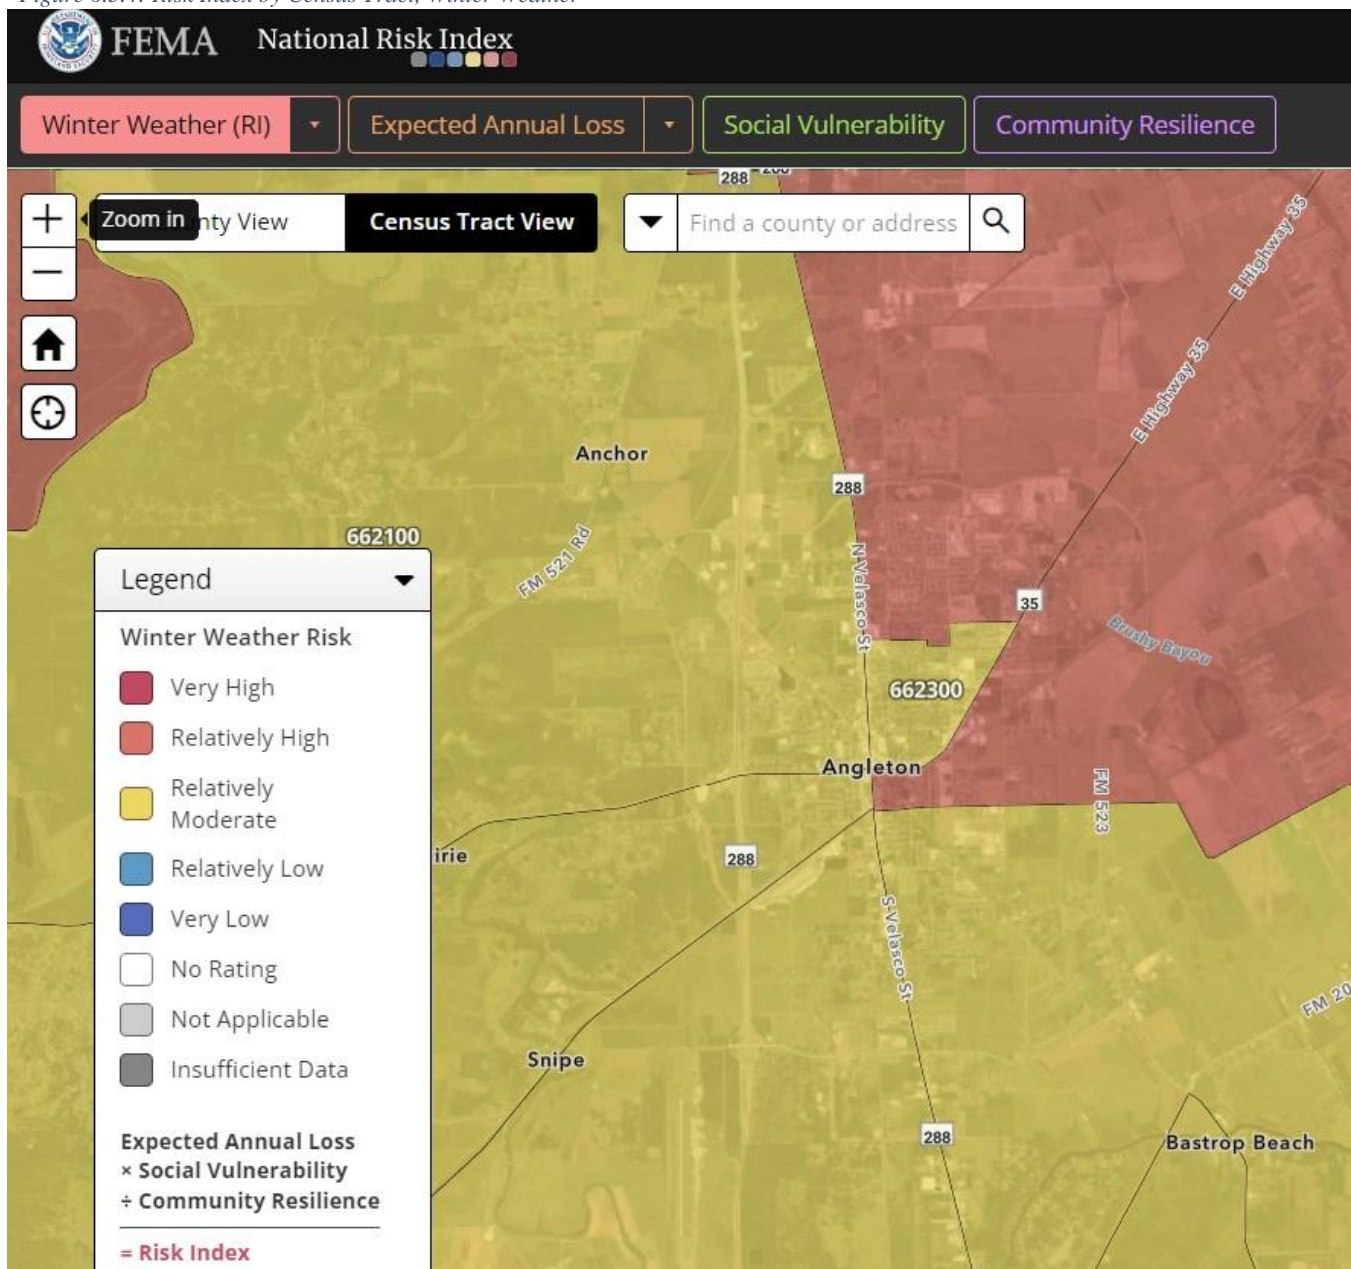 FEMA National Risk Index
Winter Weather (RI) Expected Annual Loss Social Vulnerability Community Resilience
Zoom in nty View Census Tract View Find a county or address
288
E Highway 35
E Highway 35
Anchor
288
662100
FM 521 Rd
N Velasco St
35
Brushy Bayou
662300
Angleton
FM 523
irie
288
S Velasco St
FM 20
Snipe
288
Bastrop Beach
Legend
Winter Weather Risk
Very High
Relatively High
Relatively
Moderate
Relatively Low
Very Low
No Rating
Not Applicable
Insufficient Data
Expected Annual Loss
× Social Vulnerability
÷ Community Resilience
= Risk Index